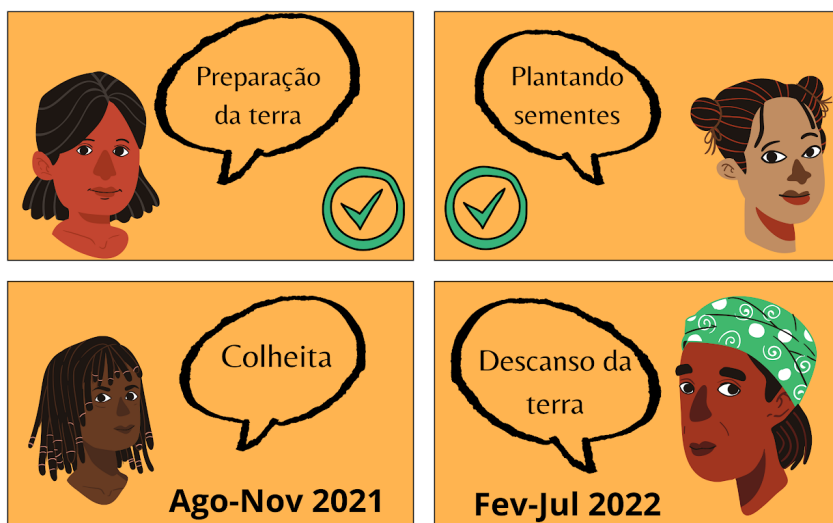 Preparação
da terra
Plantando
sementes
Colheita
Ago-Nov 2021
Descanso da
terra
Fev-Jul 2022